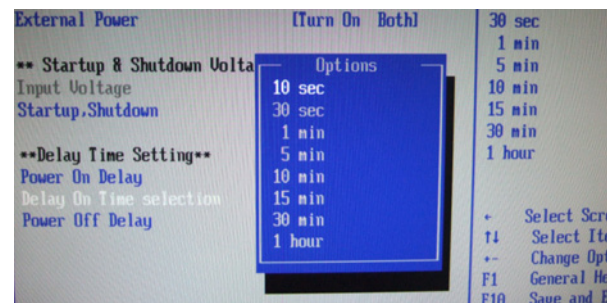 External Power [Turn On Both]
** Startup & Shutdown Volta
Input Voltage
Startup,Shutdown
**Delay Time Setting**
Power On Delay
Delay On Time selection
Power Off Delay
Options
10 sec
30 sec
1 min
5 min
10 min
15 min
30 min
1 hour
30 sec
1 min
5 min
10 min
15 min
30 min
1 hour
← Select Scre
↑↓ Select Ite
+- Change Opt
F1 General He
F10 Save and E